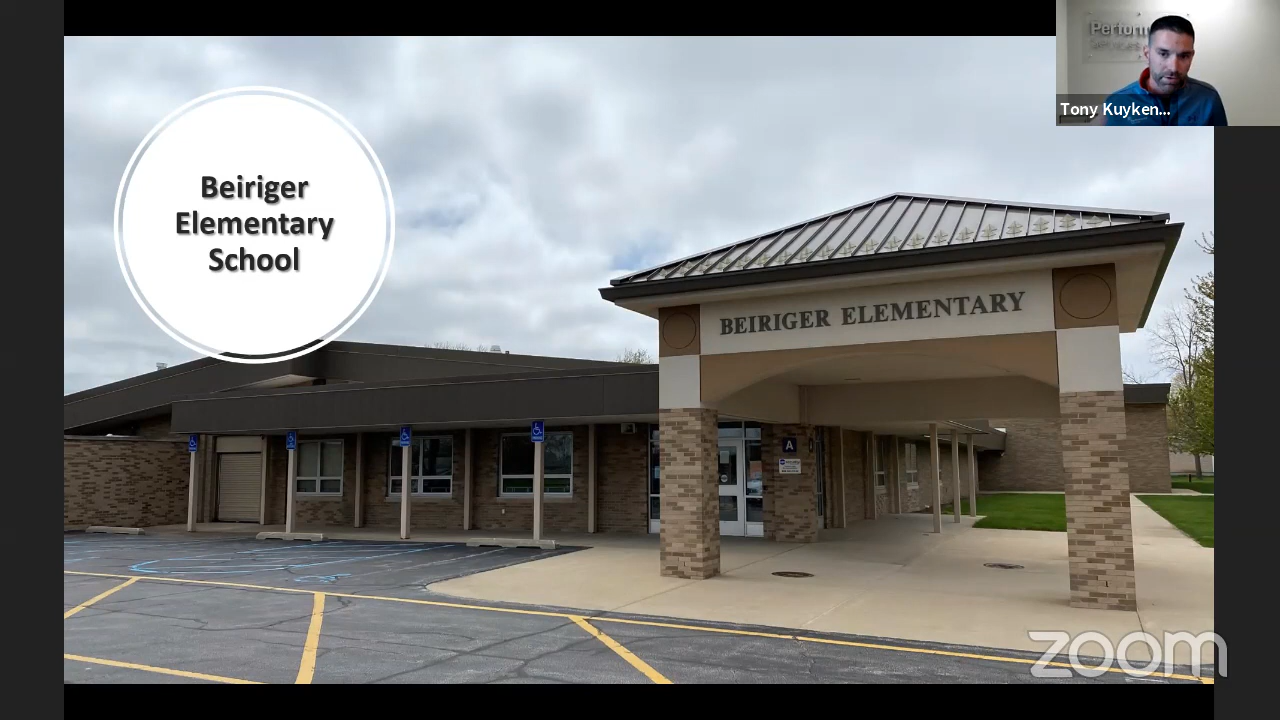 Beiriger
Elementary
School
BEIRIGER ELEMENTARY
A
Tony Kuyken...
zoom